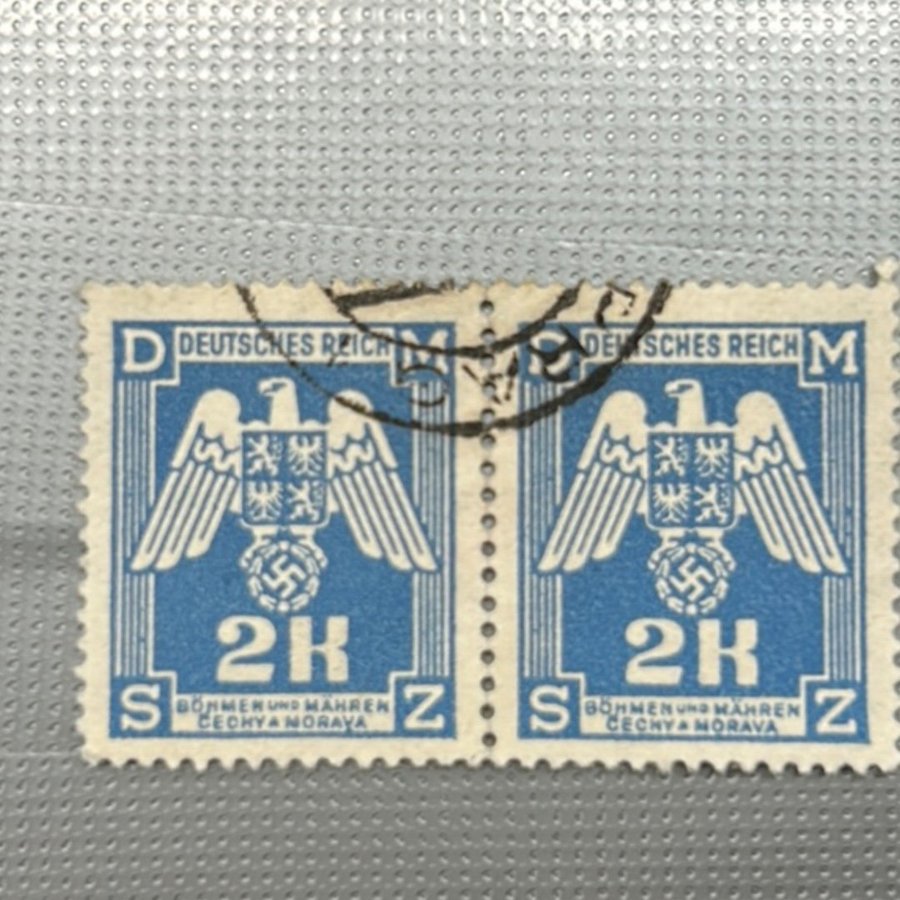 D DEUTSCHES REICH M
2K
S BÖHMEN UND MÄHREN Z
ČECHY A MORAVA
D DEUTSCHES REICH M
2K
S BÖHMEN UND MÄHREN Z
ČECHY A MORAVA